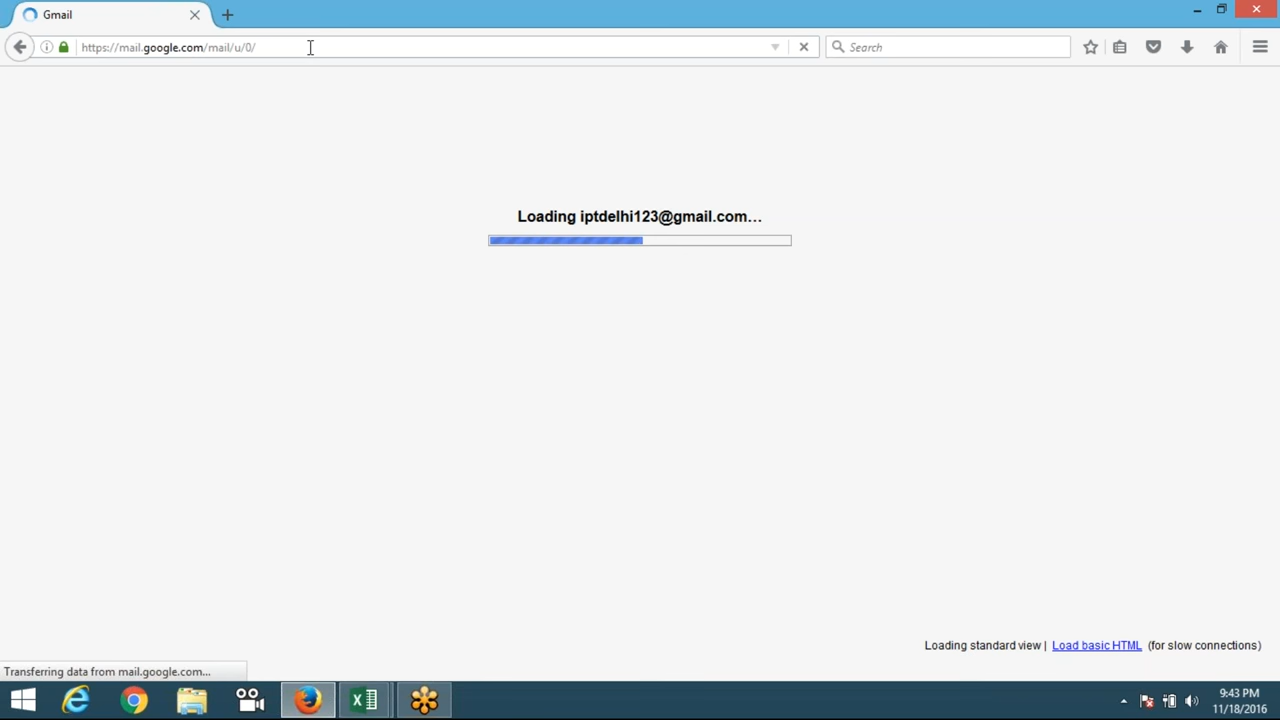 Gmail
https://mail.google.com/mail/u/0/
Search
Loading iptdelhi123@gmail.com...
Loading standard view | Load basic HTML (for slow connections)
Transferring data from mail.google.com...
9:43 PM
11/18/2016